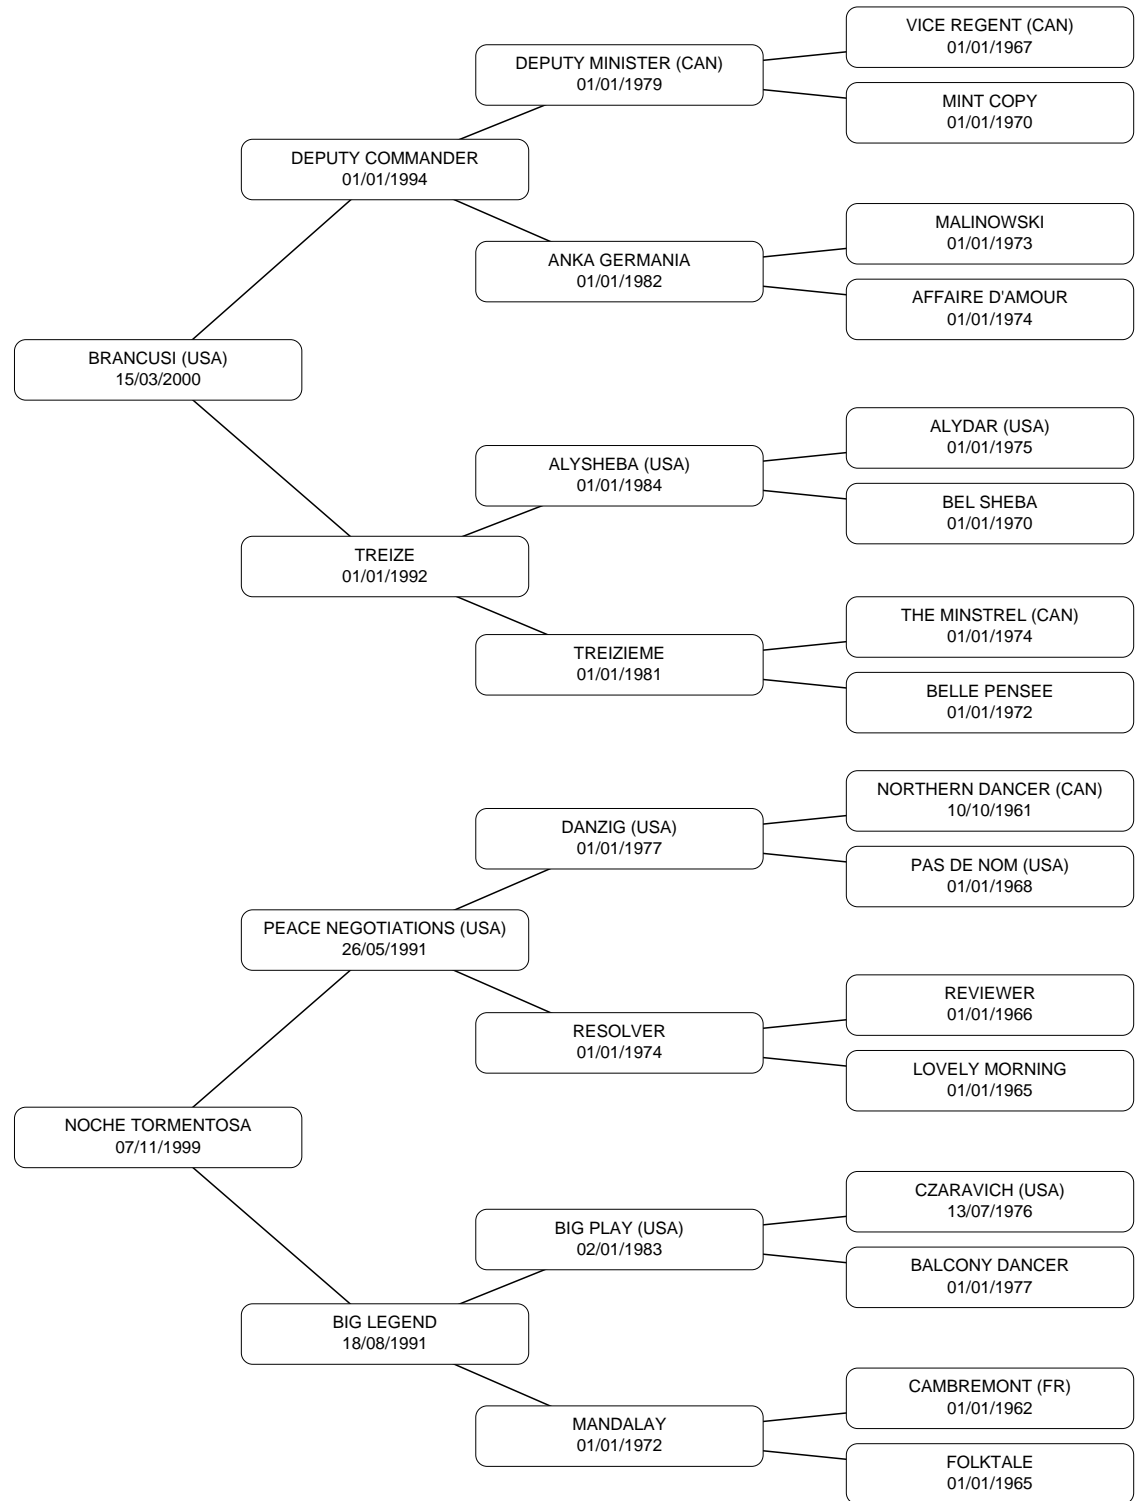 VICE REGENT (CAN)
01/01/1967
DEPUTY MINISTER (CAN)
01/01/1979
MINT COPY
01/01/1970
DEPUTY COMMANDER
01/01/1994
MALINOWSKI
01/01/1973
ANKA GERMANIA
01/01/1982
AFFAIRE D'AMOUR
01/01/1974
BRANCUSI (USA)
15/03/2000
ALYDAR (USA)
01/01/1975
ALYSHEBA (USA)
01/01/1984
BEL SHEBA
01/01/1970
TREIZE
01/01/1992
THE MINSTREL (CAN)
01/01/1974
TREIZIEME
01/01/1981
BELLE PENSEE
01/01/1972
NORTHERN DANCER (CAN)
10/10/1961
DANZIG (USA)
01/01/1977
PAS DE NOM (USA)
01/01/1968
PEACE NEGOTIATIONS (USA)
26/05/1991
REVIEWER
01/01/1966
RESOLVER
01/01/1974
LOVELY MORNING
01/01/1965
NOCHE TORMENTOSA
07/11/1999
CZARAVICH (USA)
13/07/1976
BIG PLAY (USA)
02/01/1983
BALCONY DANCER
01/01/1977
BIG LEGEND
18/08/1991
CAMBREMONT (FR)
01/01/1962
MANDALAY
01/01/1972
FOLKTALE
01/01/1965